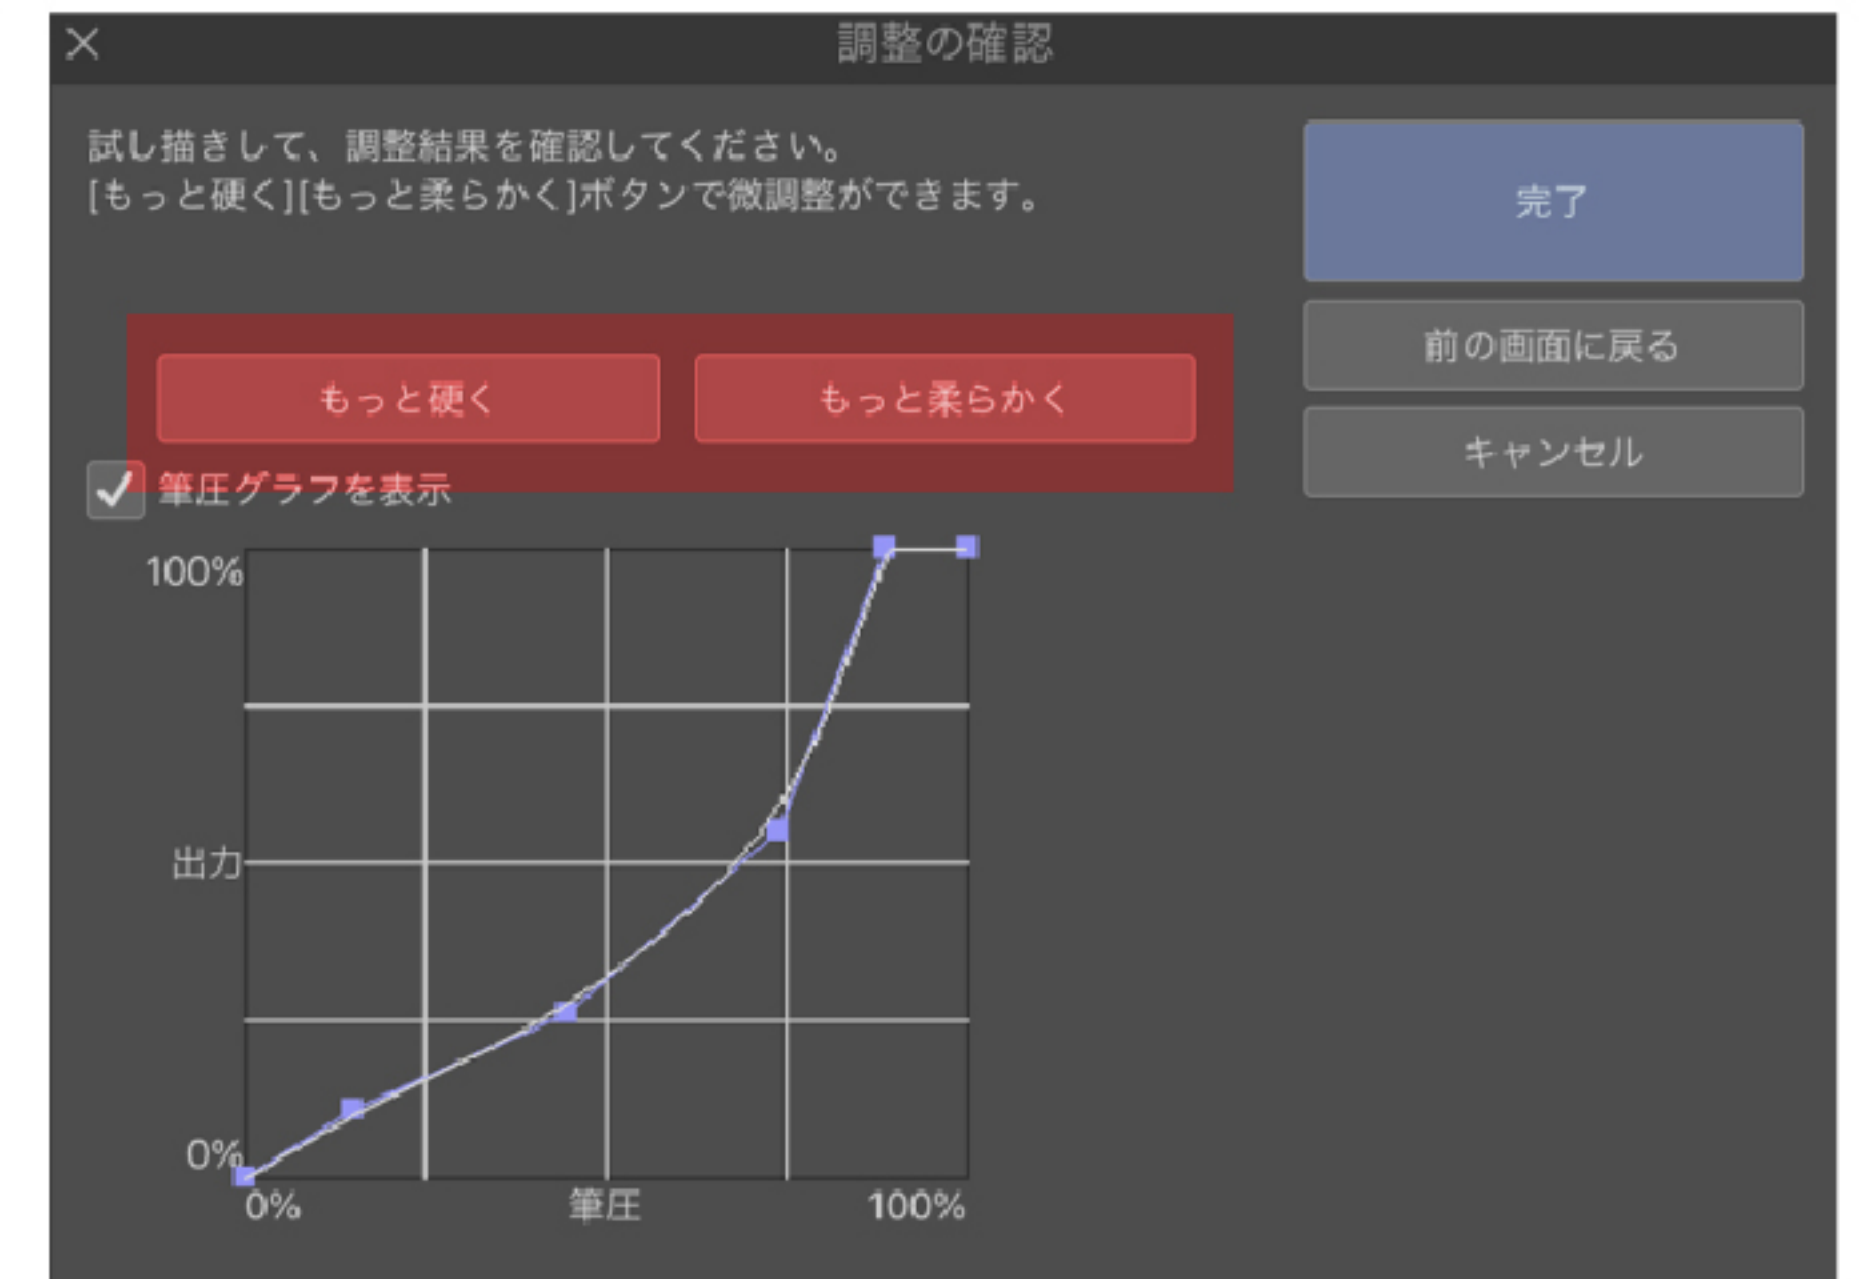 調整の確認
試し描きして、調整結果を確認してください。
[もっと硬く][もっと柔らかく]ボタンで微調整ができます。
完了
前の画面に戻る
キャンセル
もっと硬く
もっと柔らかく
筆圧グラフを表示
100%
出力
0%
0%
筆圧
100%